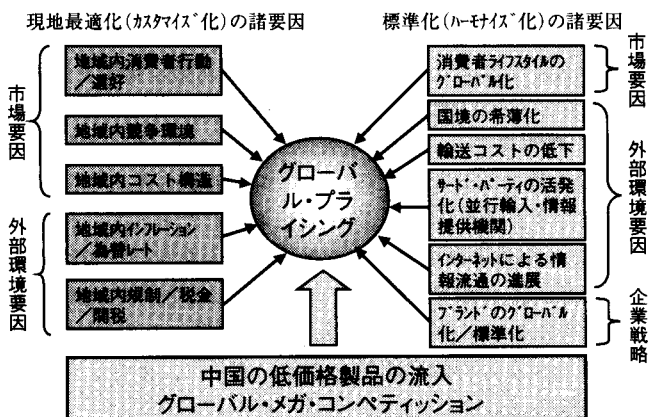 現地最適化(ｶｽﾀﾏｲｽﾞ化)の諸要因
標準化(ﾊｰﾓﾅｲｽﾞ化)の諸要因
市場要因
外部環境要因
地域内消費者行動
／選好
地域内競争環境
地域内コスト構造
地域内ｲﾝﾌﾚｰｼｮﾝ
／為替レート
地域内規制／税金
／関税
グローバ
ル・プラ
イシング
消費者ﾗｲﾌｽﾀｲﾙの
ｸﾞﾛｰﾊﾞﾙ化
国境の希薄化
輸送コストの低下
ｻｰﾄﾞ・ﾊﾟｰﾃｨの活発
化(並行輸入・情報
提供機関)
ｲﾝﾀｰﾈｯﾄによる情
報流通の進展
ﾌﾞﾗﾝﾄﾞのｸﾞﾛｰﾊﾞﾙ
化／標準化
市場要因
外部環境要因
企業戦略
中国の低価格製品の流入
グローバル・メガ・コンペティッション